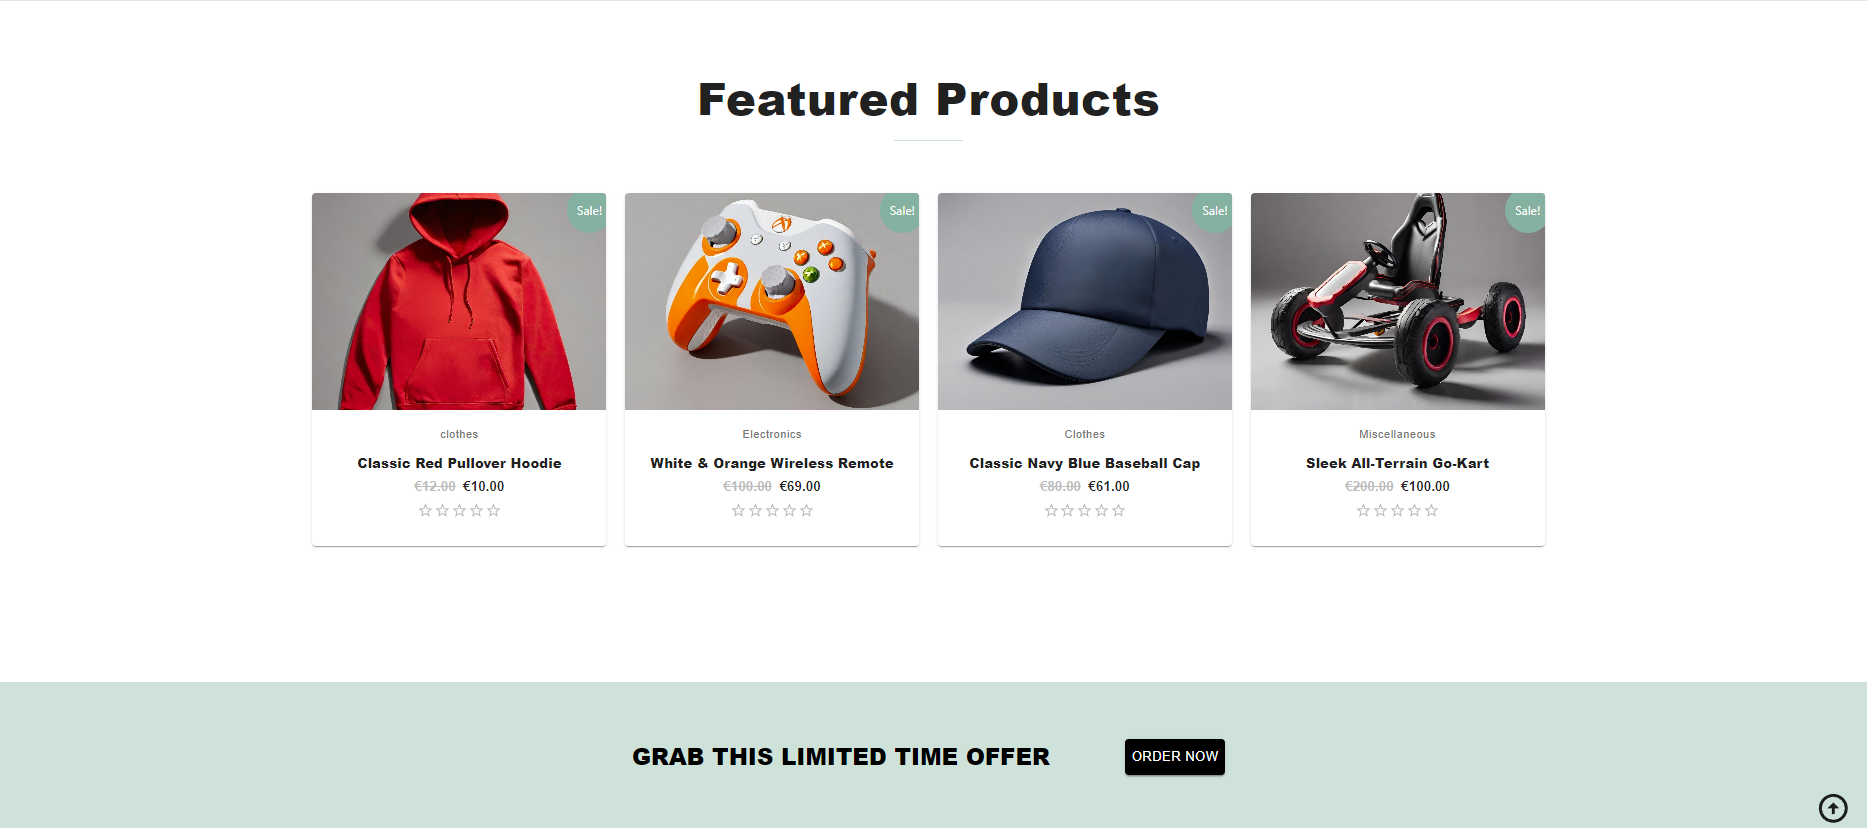 Featured Products
Sale!
Sale!
Sale!
Sale!
clothes
Classic Red Pullover Hoodie
€12.00 €10.00
Electronics
White & Orange Wireless Remote
€100.00 €69.00
Clothes
Classic Navy Blue Baseball Cap
€80.00 €61.00
Miscellaneous
Sleek All-Terrain Go-Kart
€200.00 €100.00
GRAB THIS LIMITED TIME OFFER
ORDER NOW